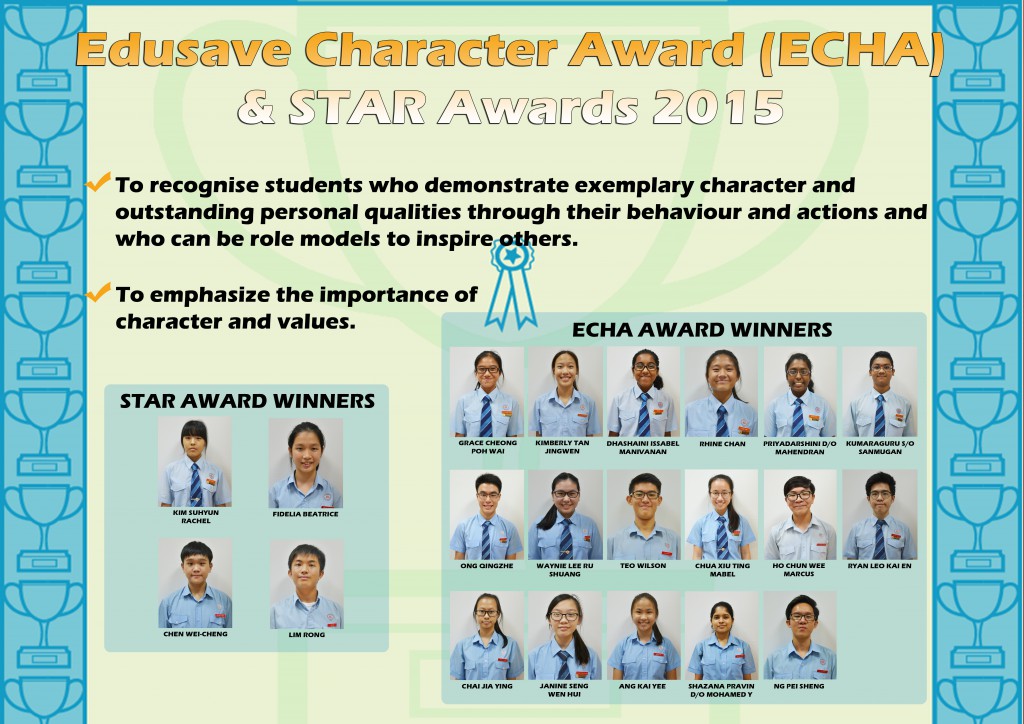 Edusave Character Award (ECHA)
& STAR Awards 2015
To recognise students who demonstrate exemplary character and
outstanding personal qualities through their behaviour and actions and
who can be role models to inspire others.
To emphasize the importance of
character and values.
STAR AWARD WINNERS
KIM SUHYUN
RACHEL
FIDELIA BEATRICE
CHEN WEI-CHENG
LIM RONG
ECHA AWARD WINNERS
GRACE CHEONG
POH WAI
KIMBERLY TAN
JINGWEN
DHASHAINI ISSABEL
MANIVANAN
RHINE CHAN
PRIYADARSHINI D/O
MAHENDRAN
KUMARAGURU S/O
SANMUGAN
ONG QINGZHE
WAYNIE LEE RU
SHUANG
TEO WILSON
CHUA XIU TING
MABEL
HO CHUN WEE
MARCUS
RYAN LEO KAI EN
CHAI JIA YING
JANINE SENG
WEN HUI
ANG KAI YEE
SHAZANA PRAVIN
D/O MOHAMED Y
NG PEI SHENG